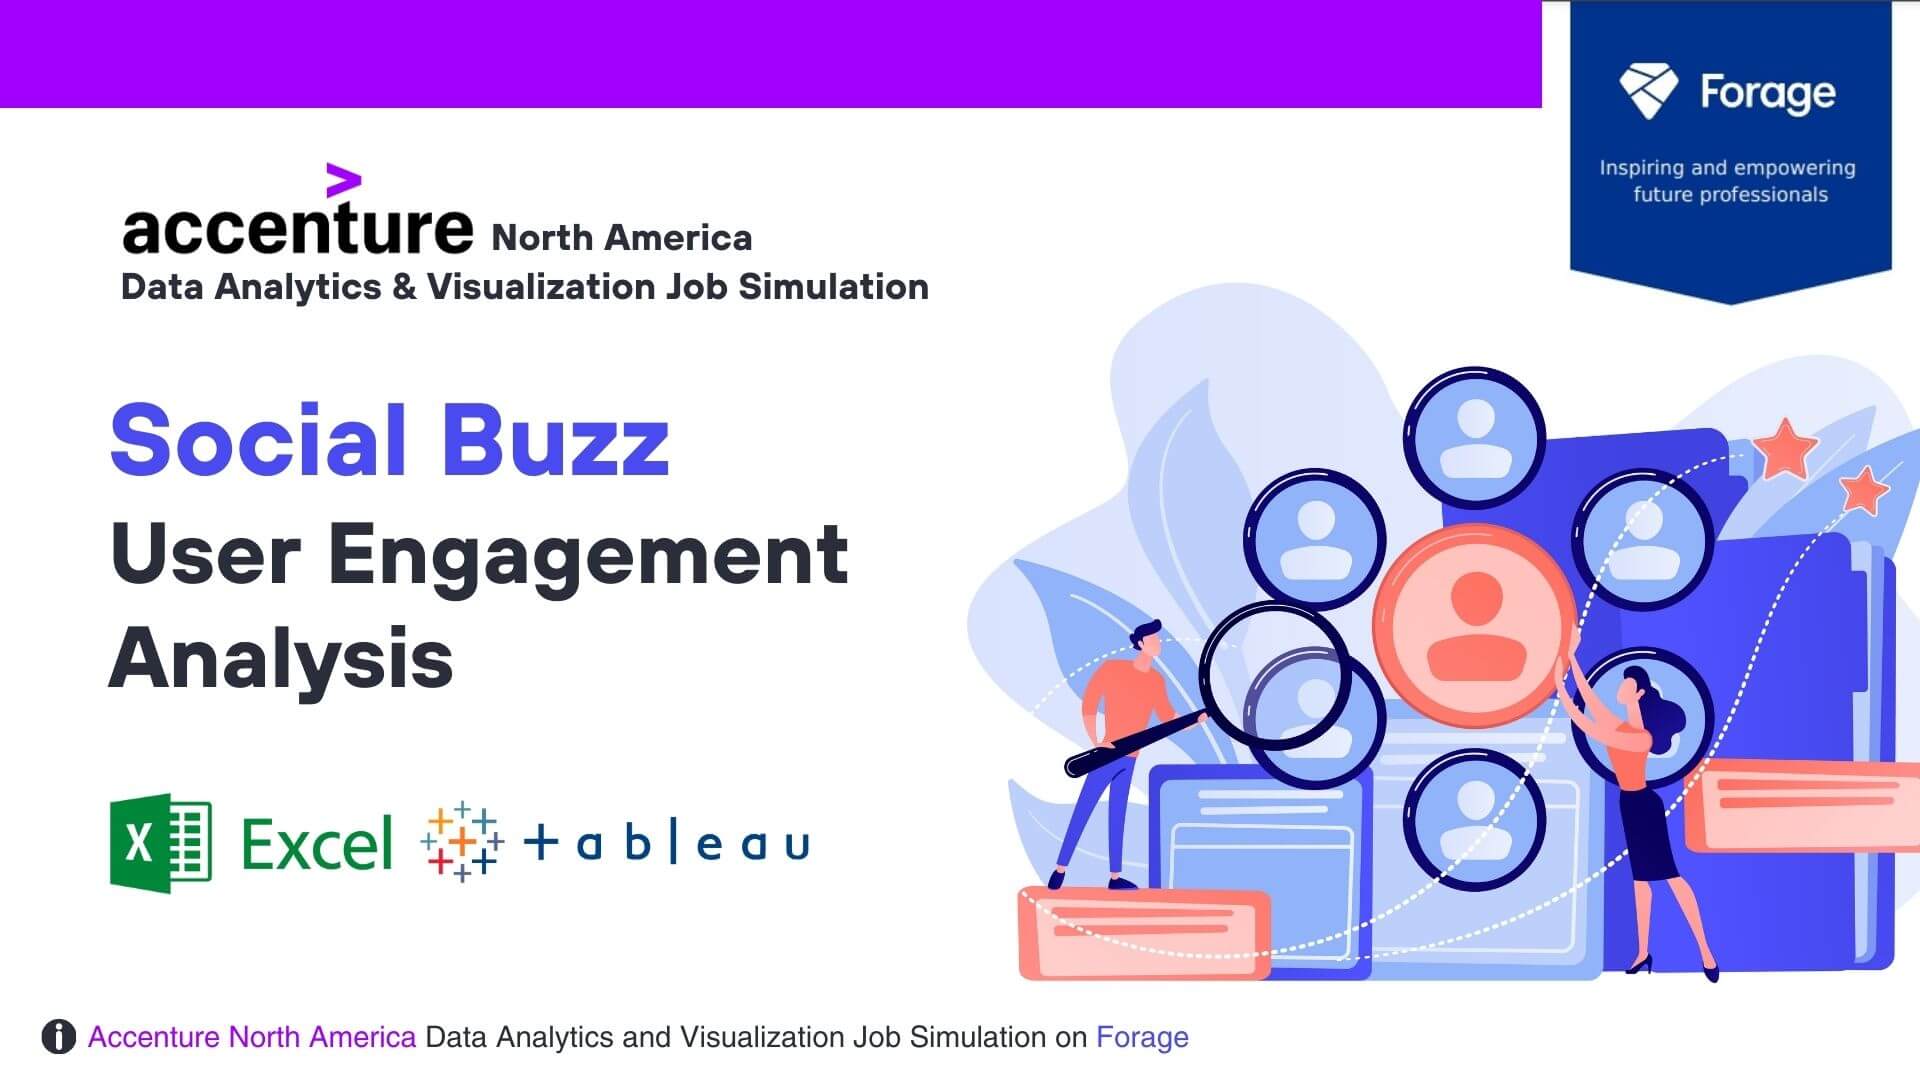 Forage
Inspiring and empowering
future professionals
>
accenture North America
Data Analytics & Visualization Job Simulation
Social Buzz
User Engagement
Analysis
X Excel +ableau
i Accenture North America Data Analytics and Visualization Job Simulation on Forage